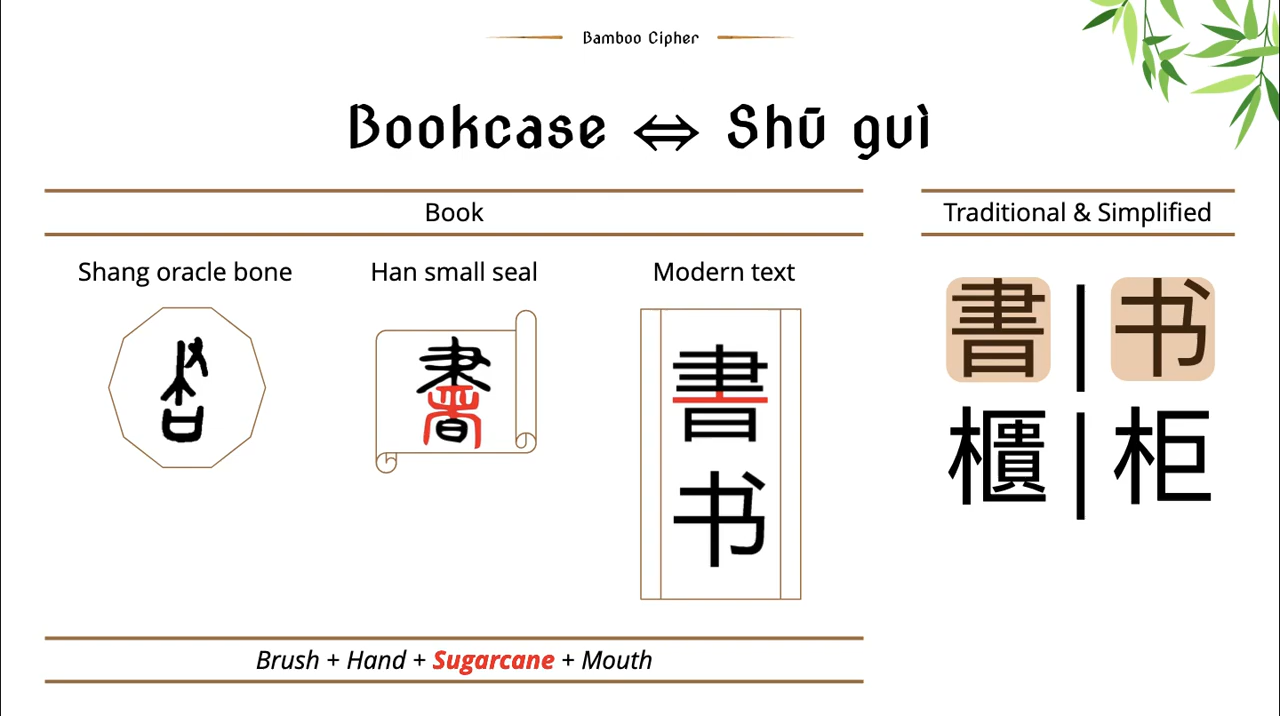 Bamboo Cipher
Bookcase ⇔ Shū guì
Book
Shang oracle bone
Han small seal
Modern text
書
书
Brush + Hand + Sugarcane + Mouth
Traditional & Simplified
書 | 书
櫃 | 柜